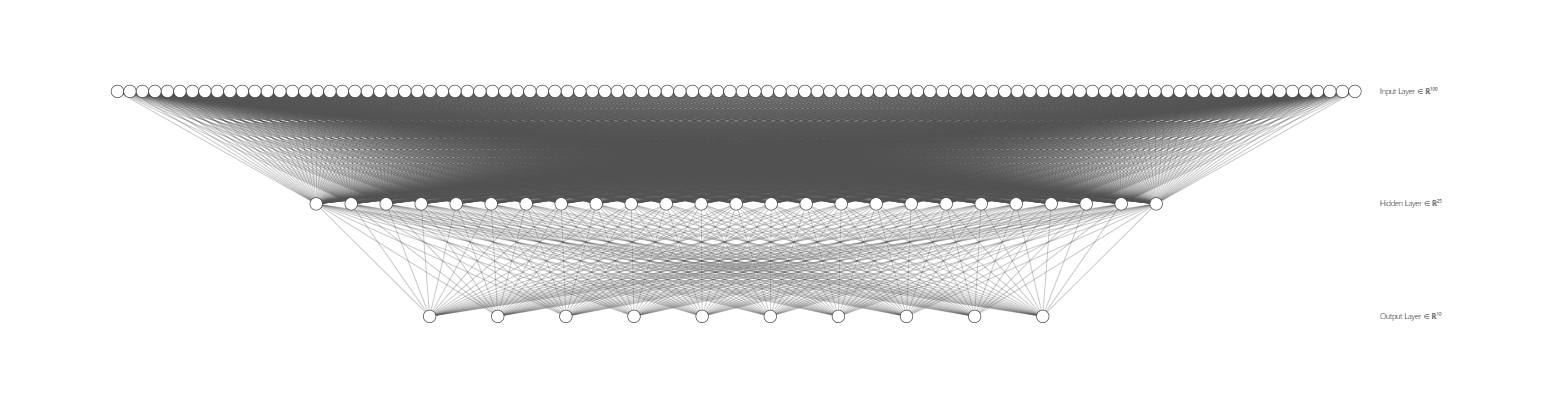 Input Layer ∈ ℝ¹⁰⁰
Hidden Layer ∈ ℝ²⁵
Output Layer ∈ ℝ¹⁰